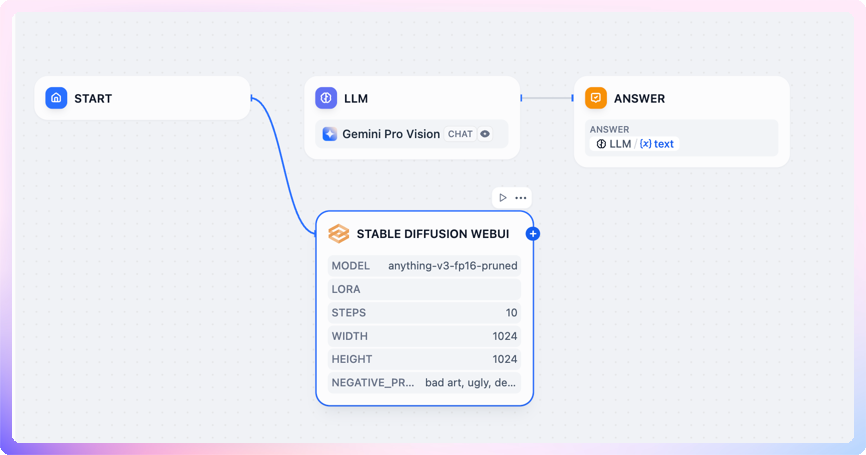 START
LLM
Gemini Pro Vision CHAT
ANSWER
ANSWER
LLM / {x} text
STABLE DIFFUSION WEBUI
MODEL anything-v3-fp16-pruned
LORA
STEPS 10
WIDTH 1024
HEIGHT 1024
NEGATIVE_PR... bad art, ugly, de...